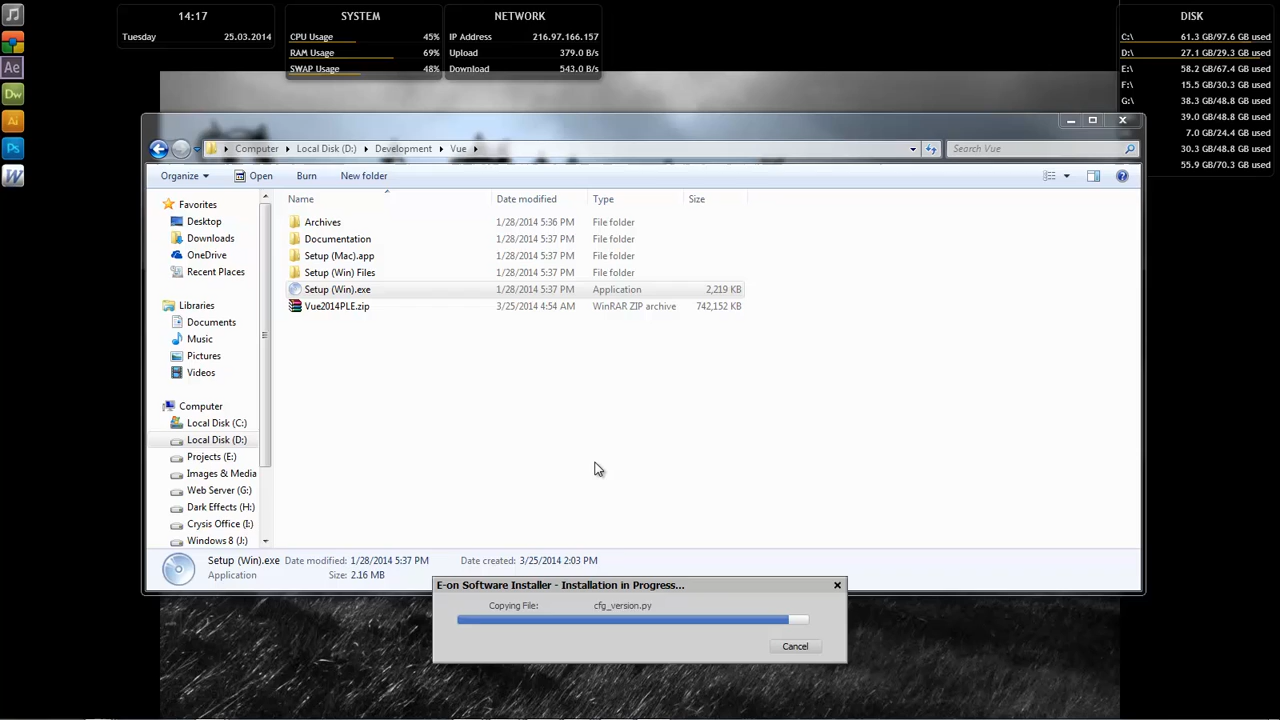 14:17
Tuesday 25.03.2014
SYSTEM
CPU Usage 45%
RAM Usage 69%
SWAP Usage 48%
NETWORK
IP Address 216.97.166.157
Upload 379.0 B/s
Download 543.0 B/s
DISK
C:\ 61.3 GB/97.6 GB used
D:\ 27.1 GB/29.3 GB used
E:\ 58.2 GB/67.4 GB used
F:\ 15.5 GB/30.3 GB used
G:\ 38.3 GB/48.8 GB used
39.0 GB/48.8 GB used
7.0 GB/24.4 GB used
30.3 GB/48.8 GB used
55.9 GB/70.3 GB used
Ae
Dw
Ai
Ps
W
Computer Local Disk (D:) Development Vue
Search Vue
Organize Open Burn New folder
Name Date modified Type Size
Archives 1/28/2014 5:36 PM File folder
Documentation 1/28/2014 5:37 PM File folder
Setup (Mac).app 1/28/2014 5:37 PM File folder
Setup (Win) Files 1/28/2014 5:37 PM File folder
Setup (Win).exe 1/28/2014 5:37 PM Application 2,219 KB
Vue2014PLE.zip 3/25/2014 4:54 AM WinRAR ZIP archive 742,152 KB
Favorites
Desktop
Downloads
OneDrive
Recent Places
Libraries
Documents
Music
Pictures
Videos
Computer
Local Disk (C:)
Local Disk (D:)
Projects (E:)
Images & Media
Web Server (G:)
Dark Effects (H:)
Crysis Office (I:)
Windows 8 (J:)
Setup (Win).exe Date modified: 1/28/2014 5:37 PM Date created: 3/25/2014 2:03 PM
Application Size: 2.16 MB
E-on Software Installer - Installation in Progress...
Copying File: cfg_version.py
Cancel